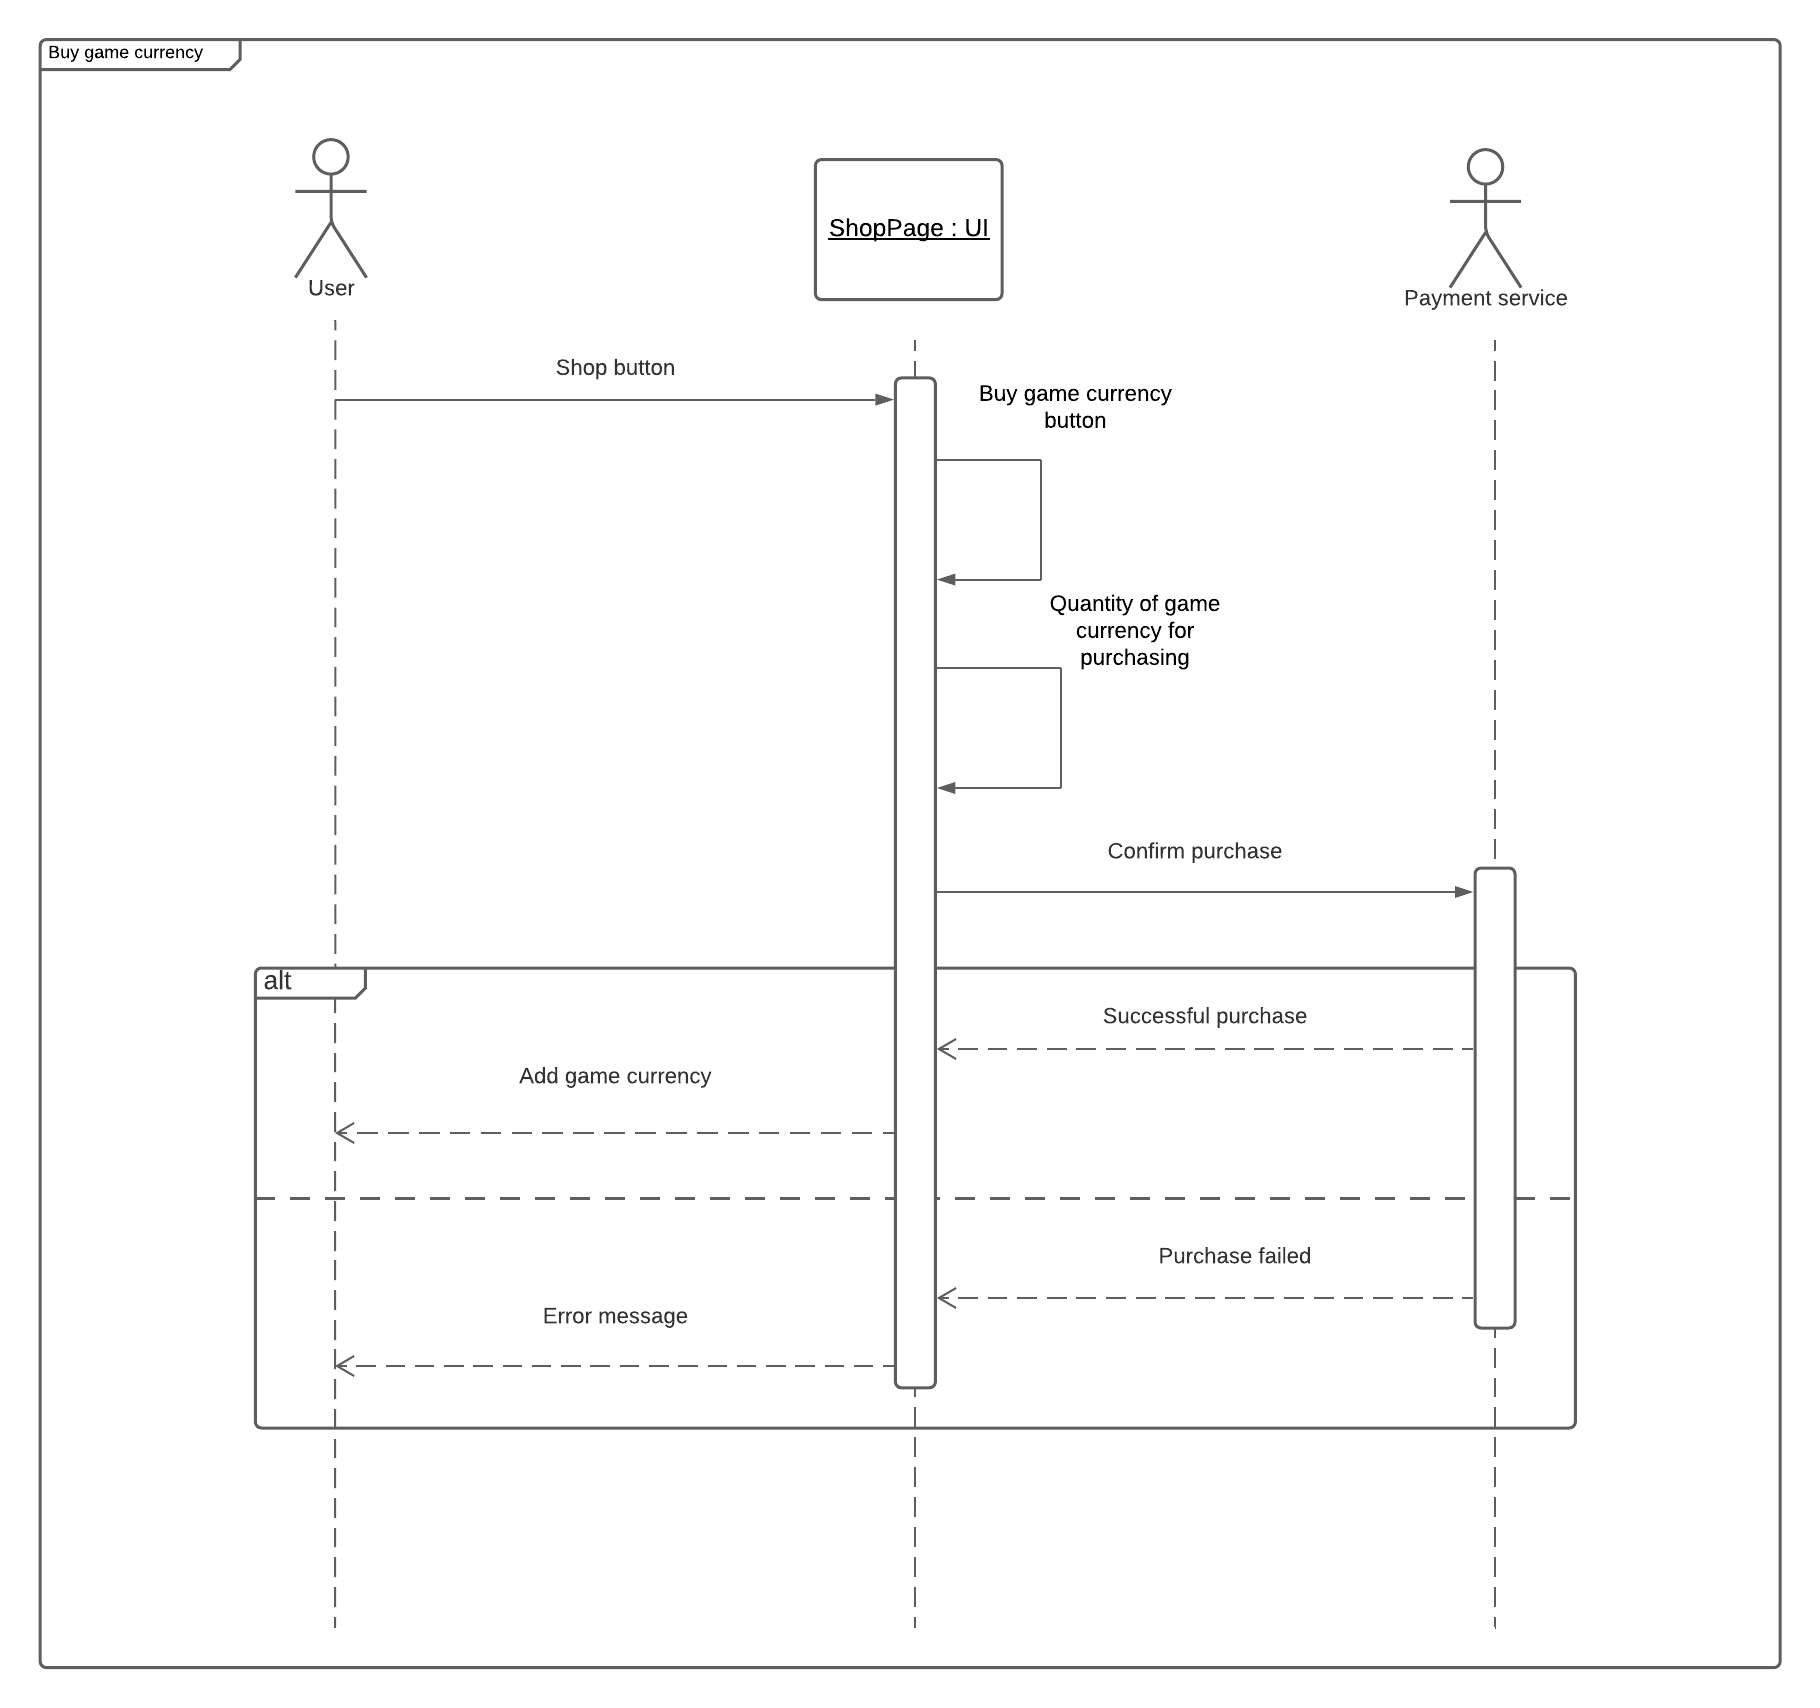 Buy game currency
User
ShopPage : UI
Payment service
Shop button
Buy game currency
button
Quantity of game
currency for
purchasing
Confirm purchase
alt
Successful purchase
Add game currency
Purchase failed
Error message